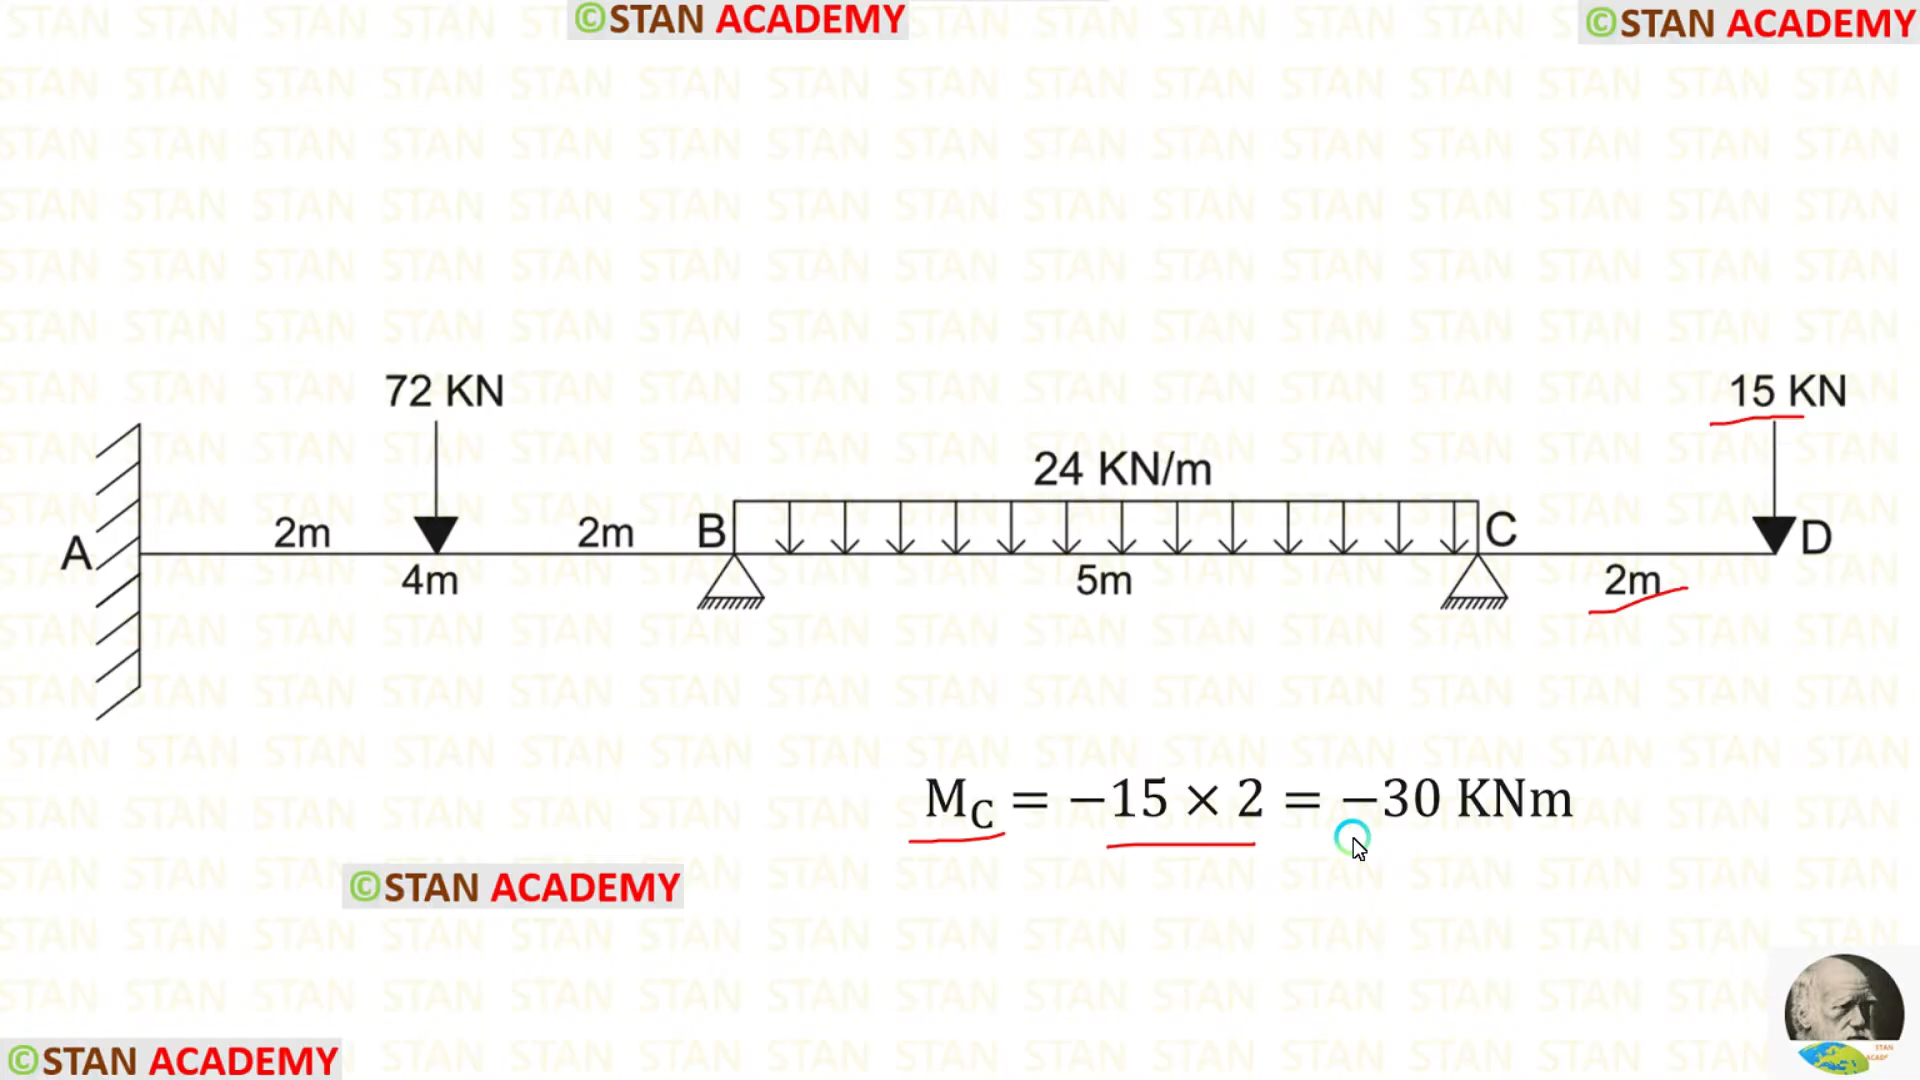 ©STAN ACADEMY
©STAN ACADEMY
72 KN
15 KN
24 KN/m
2m
2m
B
C
D
A
4m
5m
2m
M_C = −15 × 2 = −30 KNm
©STAN ACADEMY
STAN
©STAN ACADEMY